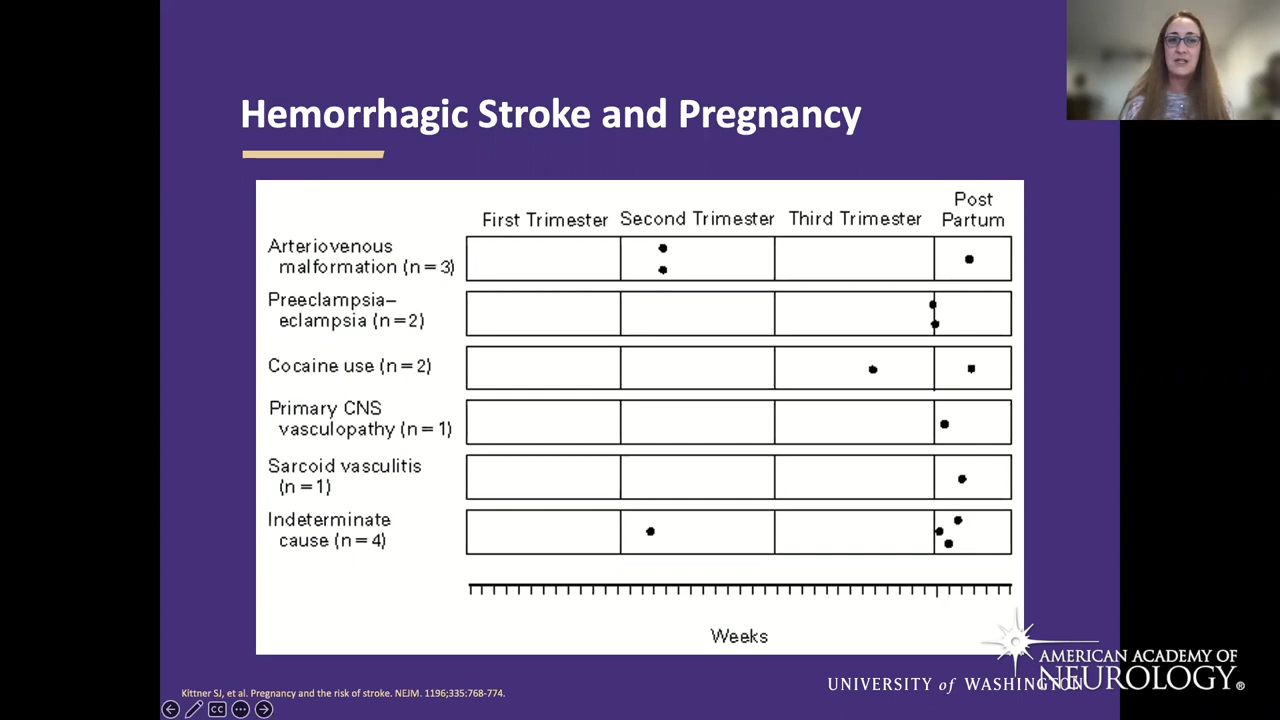 Hemorrhagic Stroke and Pregnancy
Post
First Trimester Second Trimester Third Trimester Partum
Arteriovenous
malformation (n=3)
Preeclampsia–
eclampsia (n=2)
Cocaine use (n=2)
Primary CNS
vasculopathy (n=1)
Sarcoid vasculitis
(n=1)
Indeterminate
cause (n=4)
Weeks
Kittner SJ, et al. Pregnancy and the risk of stroke. NEJM. 1196;335:768-774.
UNIVERSITY of WASHINGTON
AMERICAN ACADEMY OF
NEUROLOGY®
CC